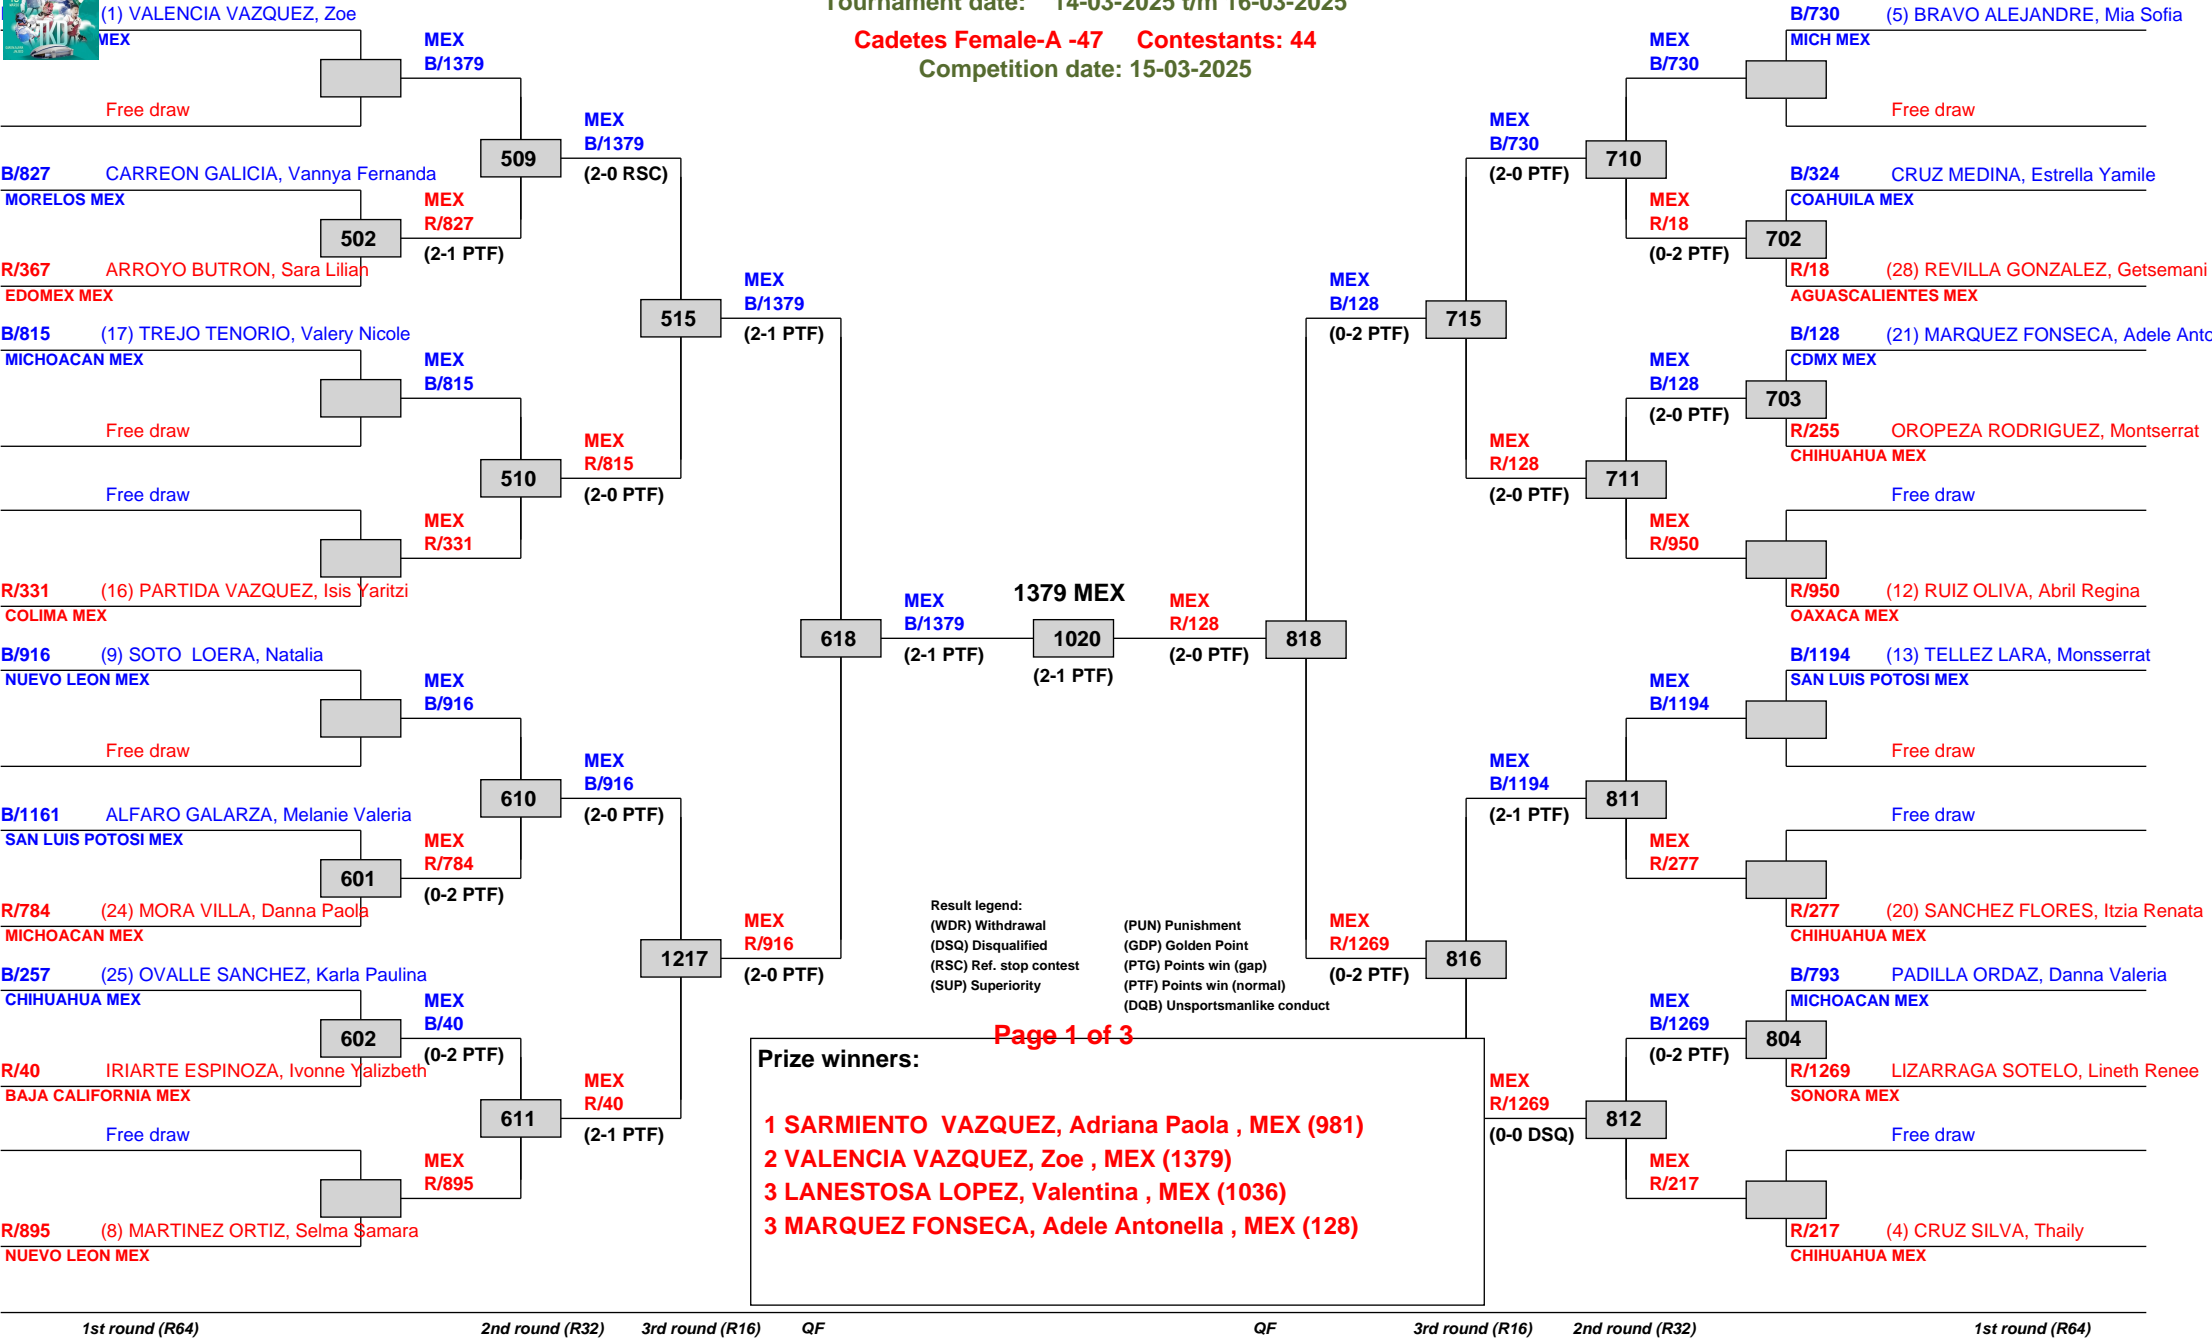 Tournament date: 14-03-2025 t/m 16-03-2025
Cadetes Female-A -47 Contestants: 44
Competition date: 15-03-2025
TKD
(1) VALENCIA VAZQUEZ, Zoe
MEX
Free draw
B/827 CARREON GALICIA, Vannya Fernanda
MORELOS MEX
502
R/367 ARROYO BUTRON, Sara Lilian
EDOMEX MEX
B/815 (17) TREJO TENORIO, Valery Nicole
MICHOACAN MEX
Free draw
Free draw
R/331 (16) PARTIDA VAZQUEZ, Isis Yaritzi
COLIMA MEX
B/916 (9) SOTO LOERA, Natalia
NUEVO LEON MEX
Free draw
B/1161 ALFARO GALARZA, Melanie Valeria
SAN LUIS POTOSI MEX
601
R/784 (24) MORA VILLA, Danna Paola
MICHOACAN MEX
B/257 (25) OVALLE SANCHEZ, Karla Paulina
CHIHUAHUA MEX
602
R/40 IRIARTE ESPINOZA, Ivonne Yalizbeth
BAJA CALIFORNIA MEX
Free draw
R/895 (8) MARTINEZ ORTIZ, Selma Samara
NUEVO LEON MEX
MEX
B/1379
509
MEX
R/827
(2-1 PTF)
MEX
B/815
510
MEX
R/331
MEX
B/916
610
MEX
R/784
(0-2 PTF)
MEX
B/40
(0-2 PTF)
611
MEX
R/895
MEX
B/1379
(2-0 RSC)
515
MEX
R/815
(2-0 PTF)
MEX
B/916
(2-0 PTF)
1217
MEX
R/40
(2-1 PTF)
MEX
B/1379
(2-1 PTF)
618
MEX
R/916
(2-0 PTF)
MEX
B/1379
(2-1 PTF)
1379 MEX
1020
(2-1 PTF)
MEX
R/128
(2-0 PTF)
818
MEX
B/128
(0-2 PTF)
715
MEX
R/1269
(0-2 PTF)
816
MEX
B/730
(2-0 PTF)
710
MEX
R/128
(2-0 PTF)
711
MEX
B/1194
(2-1 PTF)
811
MEX
R/1269
(0-0 DSQ)
812
MEX
B/730
MEX
R/18
(0-2 PTF)
702
MEX
B/128
(2-0 PTF)
703
MEX
R/950
MEX
B/1194
MEX
R/277
MEX
B/1269
(0-2 PTF)
804
MEX
R/217
B/730 (5) BRAVO ALEJANDRE, Mia Sofia
MICH MEX
Free draw
B/324 CRUZ MEDINA, Estrella Yamile
COAHUILA MEX
R/18 (28) REVILLA GONZALEZ, Getsemani
AGUASCALIENTES MEX
B/128 (21) MARQUEZ FONSECA, Adele Anto
CDMX MEX
R/255 OROPEZA RODRIGUEZ, Montserrat
CHIHUAHUA MEX
Free draw
R/950 (12) RUIZ OLIVA, Abril Regina
OAXACA MEX
B/1194 (13) TELLEZ LARA, Monsserrat
SAN LUIS POTOSI MEX
Free draw
Free draw
R/277 (20) SANCHEZ FLORES, Itzia Renata
CHIHUAHUA MEX
B/793 PADILLA ORDAZ, Danna Valeria
MICHOACAN MEX
R/1269 LIZARRAGA SOTELO, Lineth Renee
SONORA MEX
Free draw
R/217 (4) CRUZ SILVA, Thaily
CHIHUAHUA MEX
Result legend:
(WDR) Withdrawal (PUN) Punishment
(DSQ) Disqualified (GDP) Golden Point
(RSC) Ref. stop contest (PTG) Points win (gap)
(SUP) Superiority (PTF) Points win (normal)
(DQB) Unsportsmanlike conduct
Page 1 of 3
Prize winners:
1 SARMIENTO VAZQUEZ, Adriana Paola , MEX (981)
2 VALENCIA VAZQUEZ, Zoe , MEX (1379)
3 LANESTOSA LOPEZ, Valentina , MEX (1036)
3 MARQUEZ FONSECA, Adele Antonella , MEX (128)
1st round (R64) 2nd round (R32) 3rd round (R16) QF QF 3rd round (R16) 2nd round (R32) 1st round (R64)